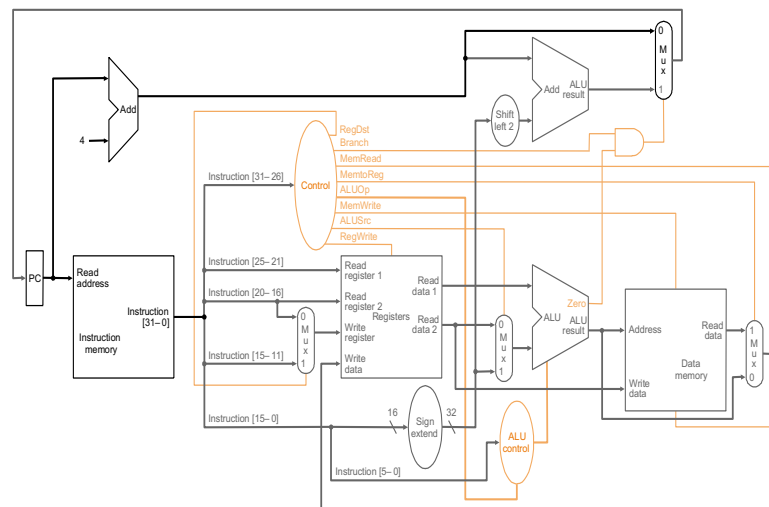 0
M
u
x
1
Add
ALU
result
Add
4
Shift
left 2
RegDst
Branch
MemRead
MemtoReg
ALUOp
MemWrite
ALUSrc
RegWrite
Control
Instruction [31–26]
Instruction [25–21]
Instruction [20–16]
Instruction [15–11]
Instruction [15–0]
Instruction [5–0]
PC
Read
address
Instruction
[31–0]
Instruction
memory
0
M
u
x
1
Read
register 1
Read
register 2
Write
register
Write
data
Registers
Read
data 1
Read
data 2
0
M
u
x
1
Zero
ALU
ALU
result
Address
Write
data
Read
data
Data
memory
1
M
u
x
0
16
Sign
extend
32
ALU
control